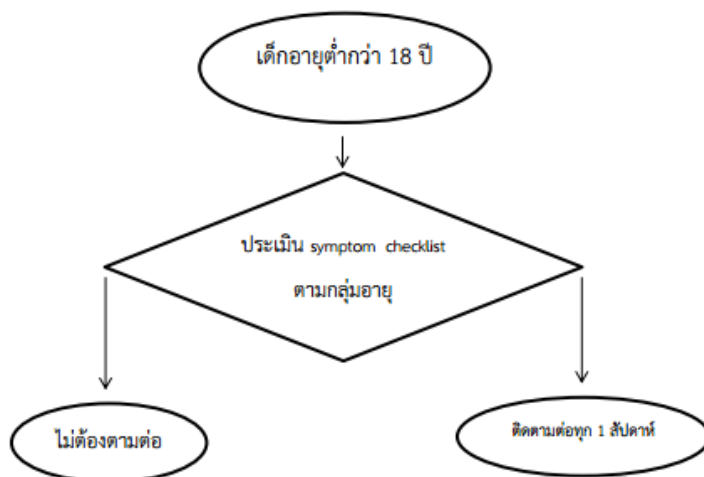 เด็กอายุต่ำกว่า 18 ปี
ประเมิน symptom checklist
ตามกลุ่มอายุ
ไม่ต้องตามต่อ
ติดตามต่อทุก 1 สัปดาห์